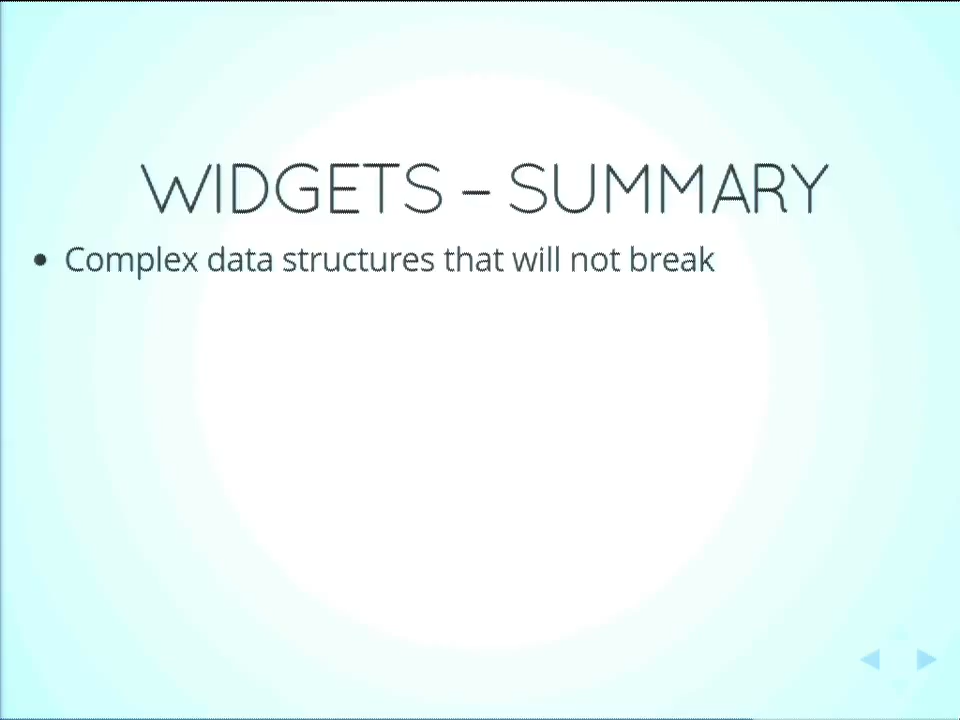 WIDGETS – SUMMARY
• Complex data structures that will not break